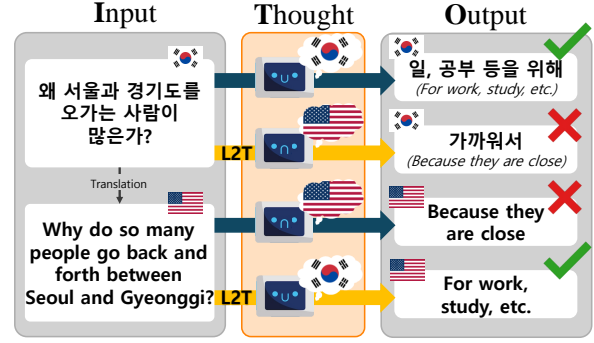 Input
Thought
Output
왜 서울과 경기도를
오가는 사람이
많은가?
L2T
Translation
Why do so many
people go back and
forth between
Seoul and Gyeonggi?
L2T
일, 공부 등을 위해
(For work, study, etc.)
가까워서
(Because they are close)
Because they
are close
For work,
study, etc.